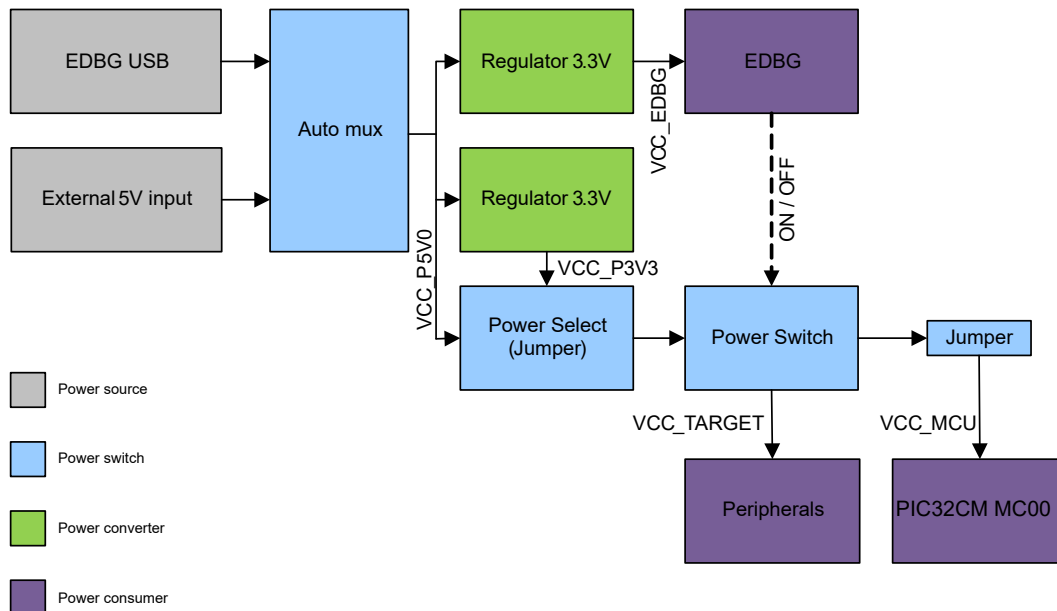 EDBG USB
Auto mux
Regulator 3.3V
VCC_EDBG
EDBG
External 5V input
Regulator 3.3V
ON / OFF
VCC_P5V0
VCC_P3V3
Power Select
(Jumper)
Power Switch
Jumper
VCC_TARGET
VCC_MCU
Peripherals
PIC32CM MC00
Power source
Power switch
Power converter
Power consumer